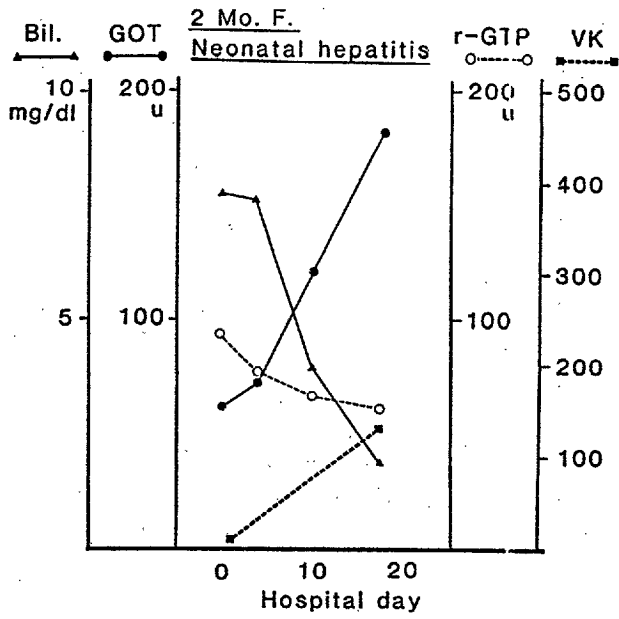 2 Mo. F.
Neonatal hepatitis
Bil.
GOT
r-GTP
VK
10
mg/dl
5
200
u
100
200
u
100
500
400
300
200
100
0 10 20
Hospital day